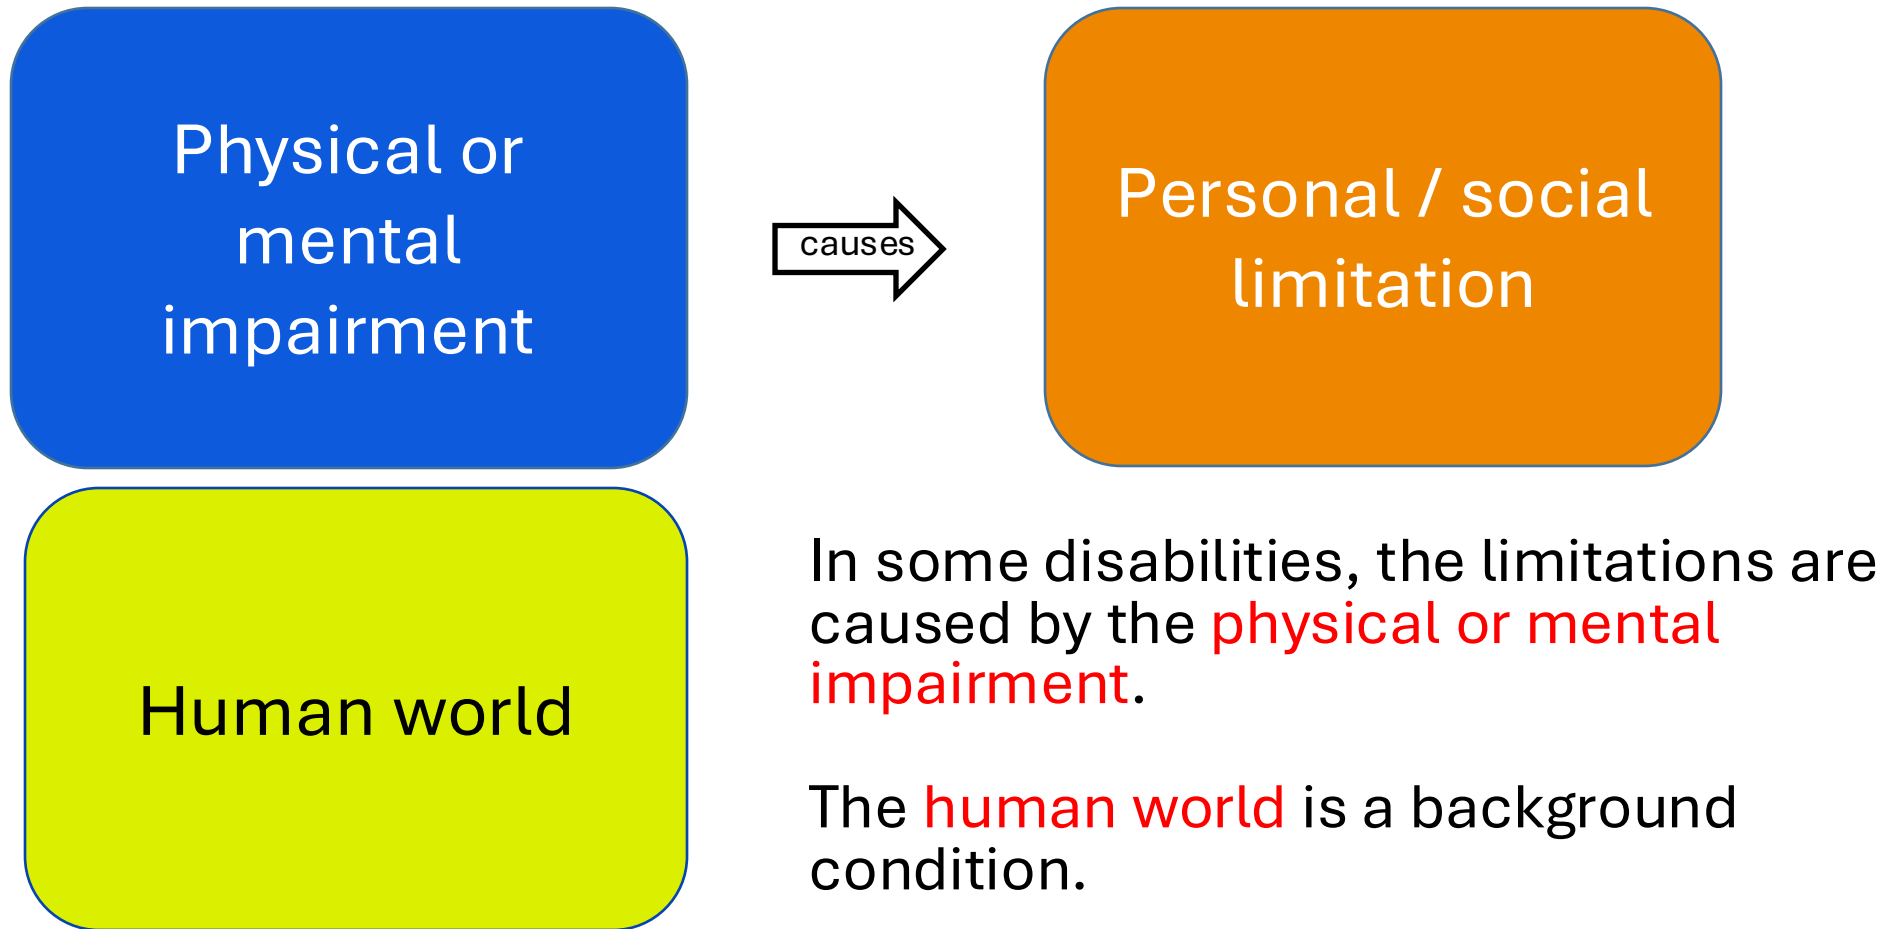 Physical or
mental
impairment
causes
Personal / social
limitation
Human world
In some disabilities, the limitations are
caused by the physical or mental
impairment.
The human world is a background
condition.